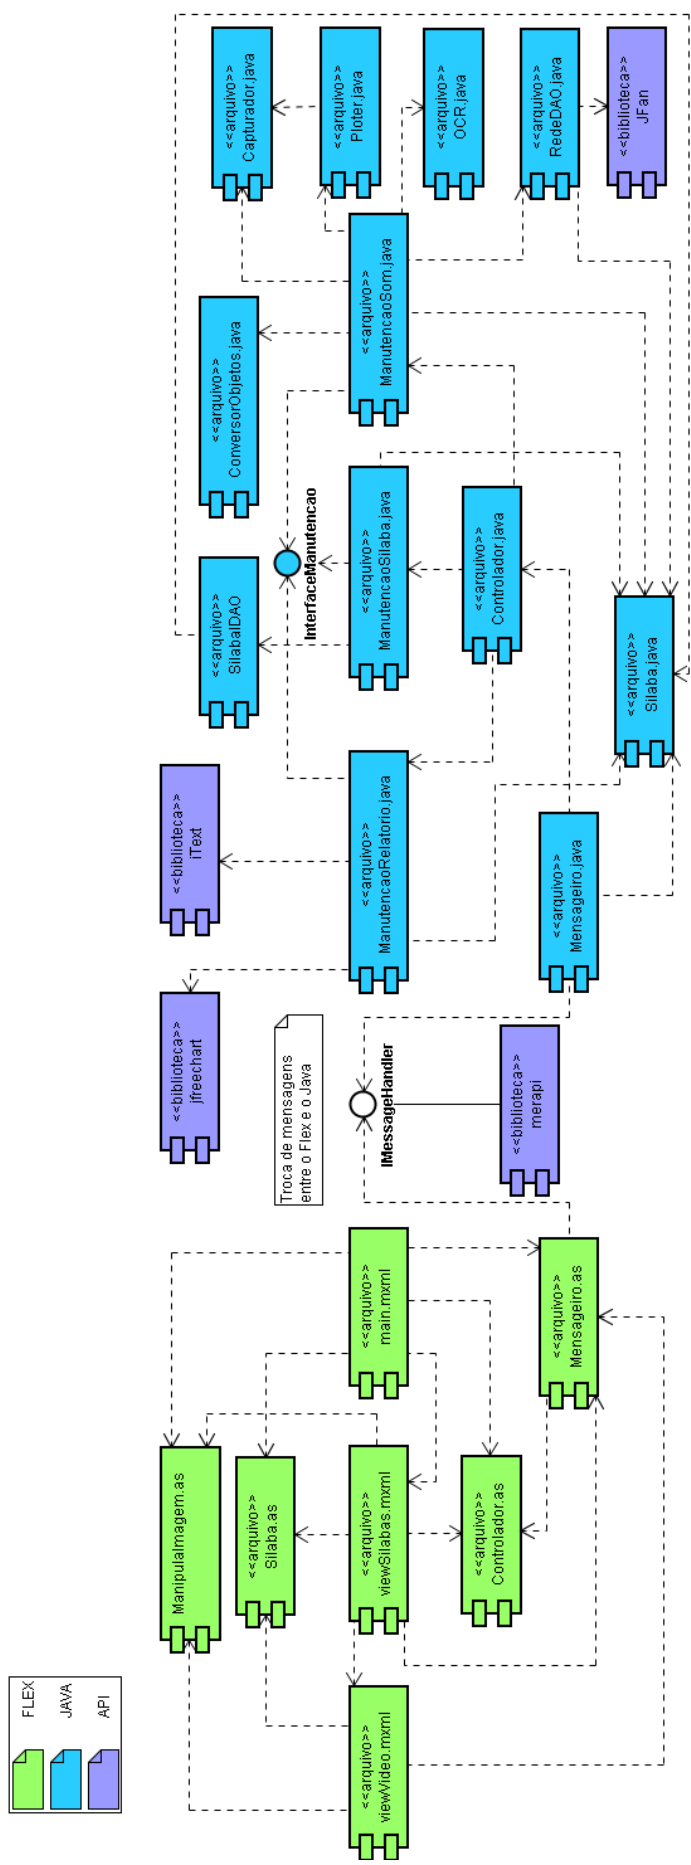 FLEX
JAVA
API
ManipulaImagem.as
<<biblioteca>>
jfreechart
<<biblioteca>>
iText
<<arquivo>>
SilabaIDAO
<<arquivo>>
ConversorObjetos.java
<<arquivo>>
Capturador.java
<<arquivo>>
Silaba.as
Troca de mensagens
entre o Flex e o Java
InterfaceManutencao
<<arquivo>>
Ploter.java
<<arquivo>>
viewVideo.mxml
<<arquivo>>
viewSilabas.mxml
<<arquivo>>
main.mxml
IMessageHandler
<<arquivo>>
ManutencaoRelatorio.java
<<arquivo>>
ManutencaoSilaba.java
<<arquivo>>
ManutencaoSom.java
<<arquivo>>
OCR.java
<<arquivo>>
Controlador.as
<<arquivo>>
Controlador.java
<<biblioteca>>
merapi
<<arquivo>>
Mensageiro.as
<<arquivo>>
Mensageiro.java
<<arquivo>>
RedeDAO.java
<<arquivo>>
Silaba.java
<<biblioteca>>
JFan